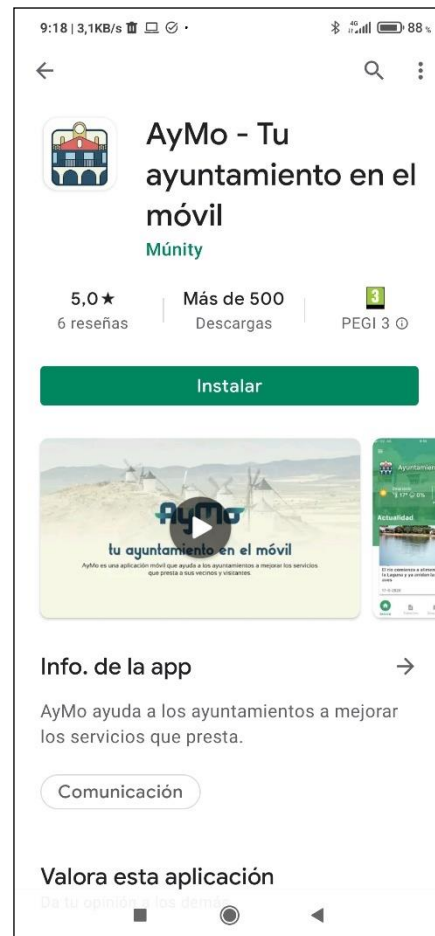 9:18 | 3,1KB/s
4G 88 %
AyMo - Tu
ayuntamiento en el
móvil
Múnity
5,0 ★
6 reseñas
Más de 500
Descargas
3
PEGI 3
Instalar
AyMo
tu ayuntamiento en el móvil
AyMo es una aplicación móvil que ayuda a los ayuntamientos a mejorar los servicios
que presta a sus vecinos y visitantes
Actualidad
Info. de la app
AyMo ayuda a los ayuntamientos a mejorar
los servicios que presta.
Comunicación
Valora esta aplicación
Da tu opinión a los demás